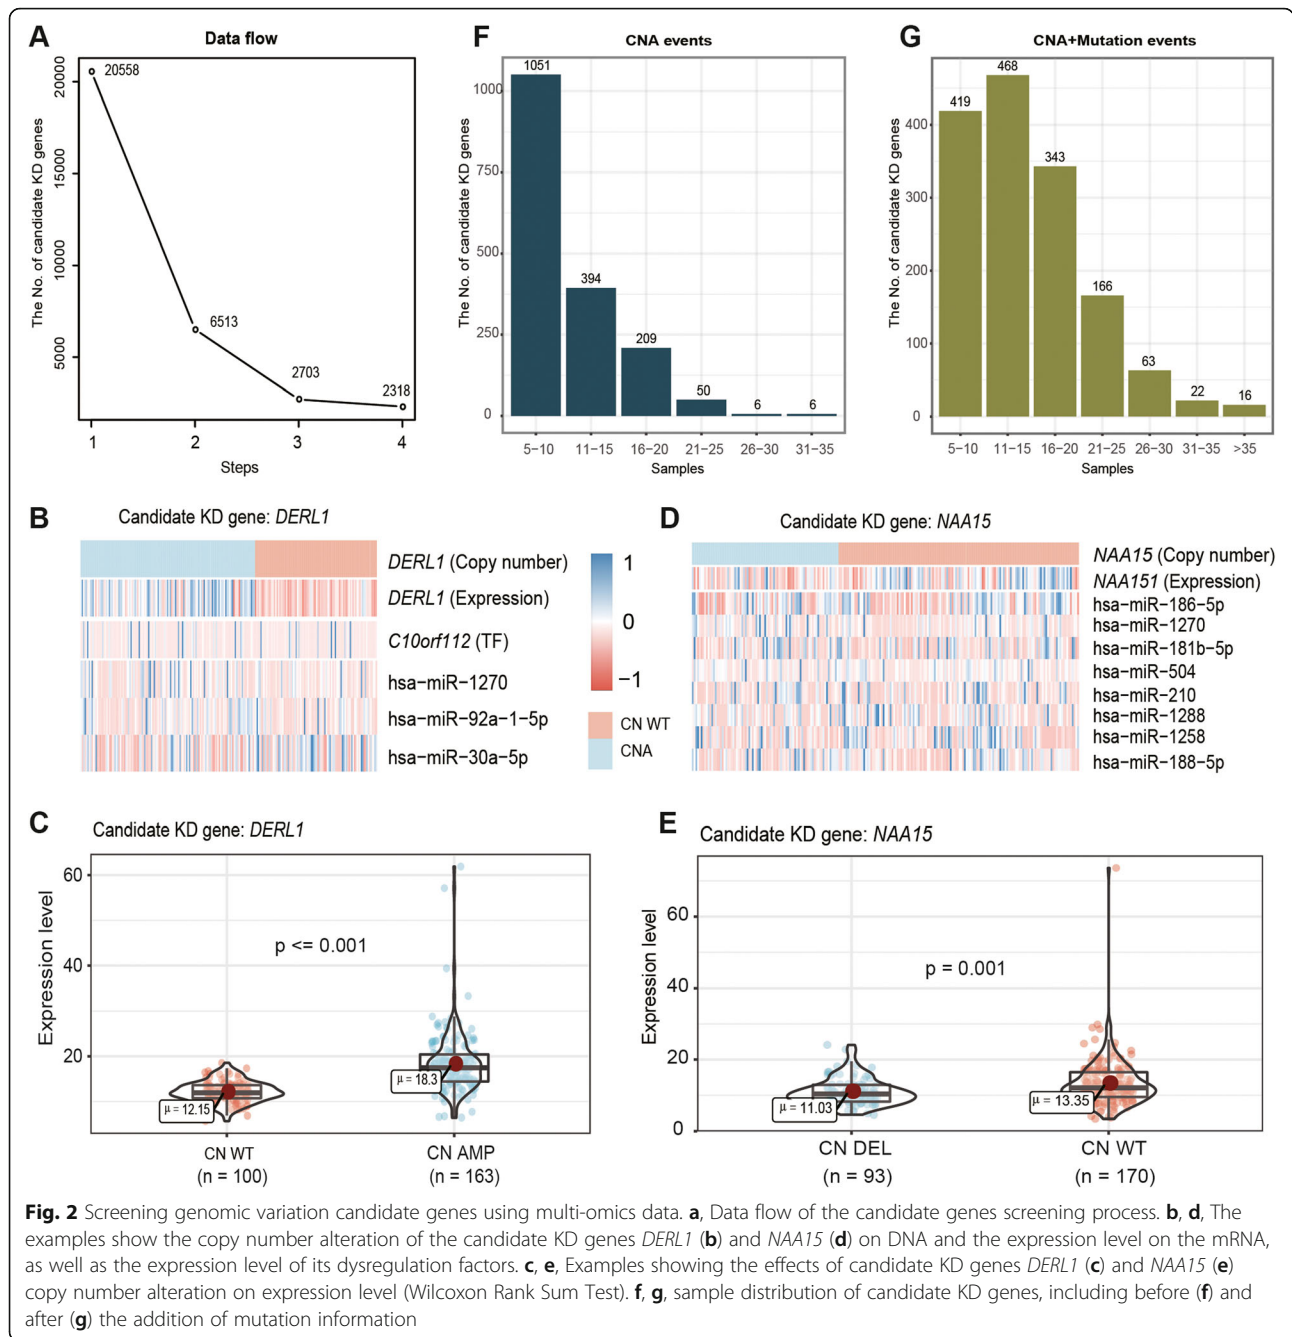 A
Data flow
The No. of candidate KD genes
20000
15000
10000
5000
20558
6513
2703
2318
1 2 3 4
Steps
F
CNA events
The No. of candidate KD genes
1000
750
500
250
0
1051
394
209
50
6
6
5−10 11−15 16−20 21−25 26−30 31−35
Samples
G
CNA+Mutation events
The No. of candidate KD genes
400
300
200
100
0
419
468
343
166
63
22
16
5−10 11−15 16−20 21−25 26−30 31−35 >35
Samples
B
Candidate KD gene: DERL1
DERL1 (Copy number)
DERL1 (Expression)
C10orf112 (TF)
hsa−miR−1270
hsa−miR−92a−1−5p
hsa−miR−30a−5p
1
0
−1
CN WT
CNA
D
Candidate KD gene: NAA15
NAA15 (Copy number)
NAA151 (Expression)
hsa−miR−186−5p
hsa−miR−1270
hsa−miR−181b−5p
hsa−miR−504
hsa−miR−210
hsa−miR−1288
hsa−miR−1258
hsa−miR−188−5p
C
Candidate KD gene: DERL1
Expression level
60
40
20
p <= 0.001
μ = 12.15
μ = 18.3
CN WT
(n = 100)
CN AMP
(n = 163)
E
Candidate KD gene: NAA15
Expression level
60
40
20
0
p = 0.001
μ = 11.03
μ = 13.35
CN DEL
(n = 93)
CN WT
(n = 170)
Fig. 2 Screening genomic variation candidate genes using multi-omics data. a, Data flow of the candidate genes screening process. b, d, The
examples show the copy number alteration of the candidate KD genes DERL1 (b) and NAA15 (d) on DNA and the expression level on the mRNA,
as well as the expression level of its dysregulation factors. c, e, Examples showing the effects of candidate KD genes DERL1 (c) and NAA15 (e)
copy number alteration on expression level (Wilcoxon Rank Sum Test). f, g, sample distribution of candidate KD genes, including before (f) and
after (g) the addition of mutation information